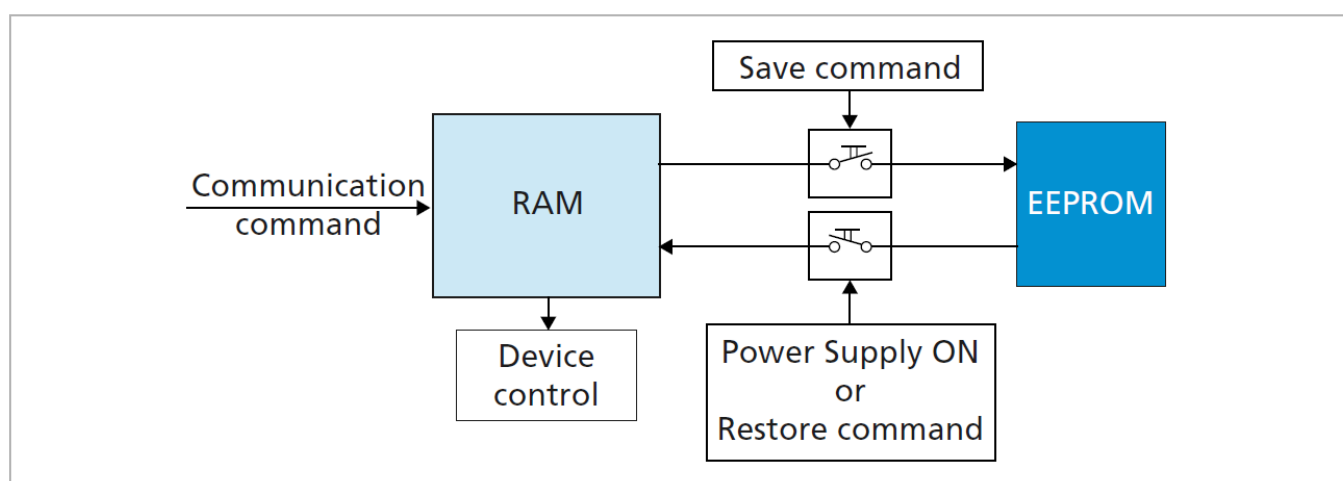 Save command
Communication
command
RAM
EEPROM
Device
control
Power Supply ON
or
Restore command